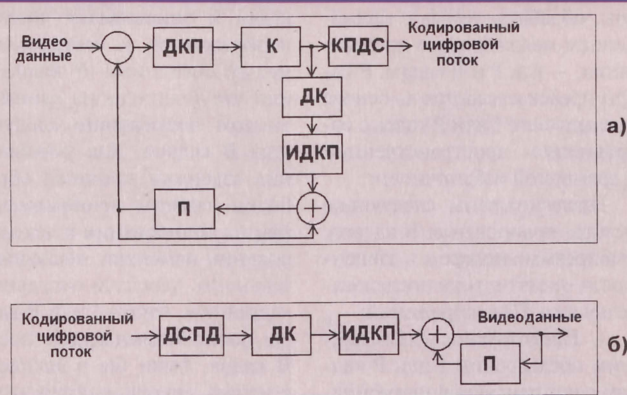 Видео
данные
−
ДКП
К
КПДС
Кодированный
цифровой
поток
ДК
а)
ИДКП
П
+
Кодированный
цифровой
поток
ДСПД
ДК
ИДКП
+
Видеоданные
П
б)